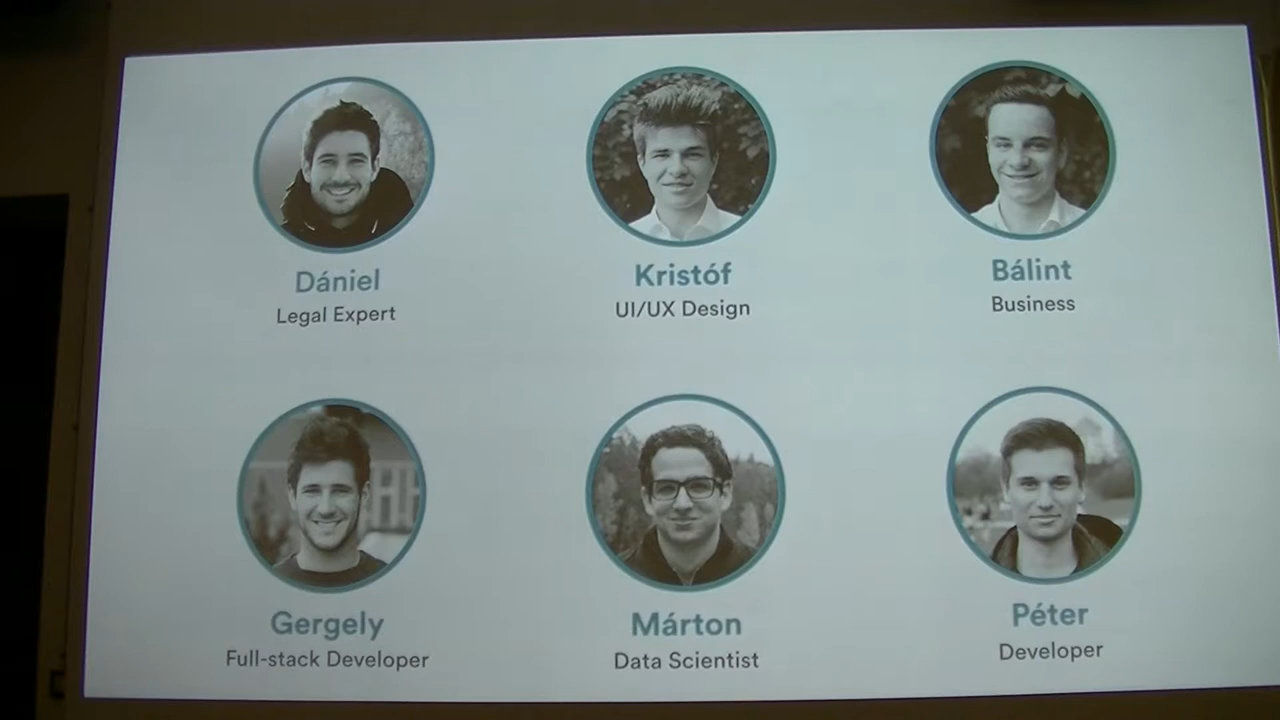 Dániel
Legal Expert
Kristóf
UI/UX Design
Bálint
Business
Gergely
Full-stack Developer
Márton
Data Scientist
Péter
Developer